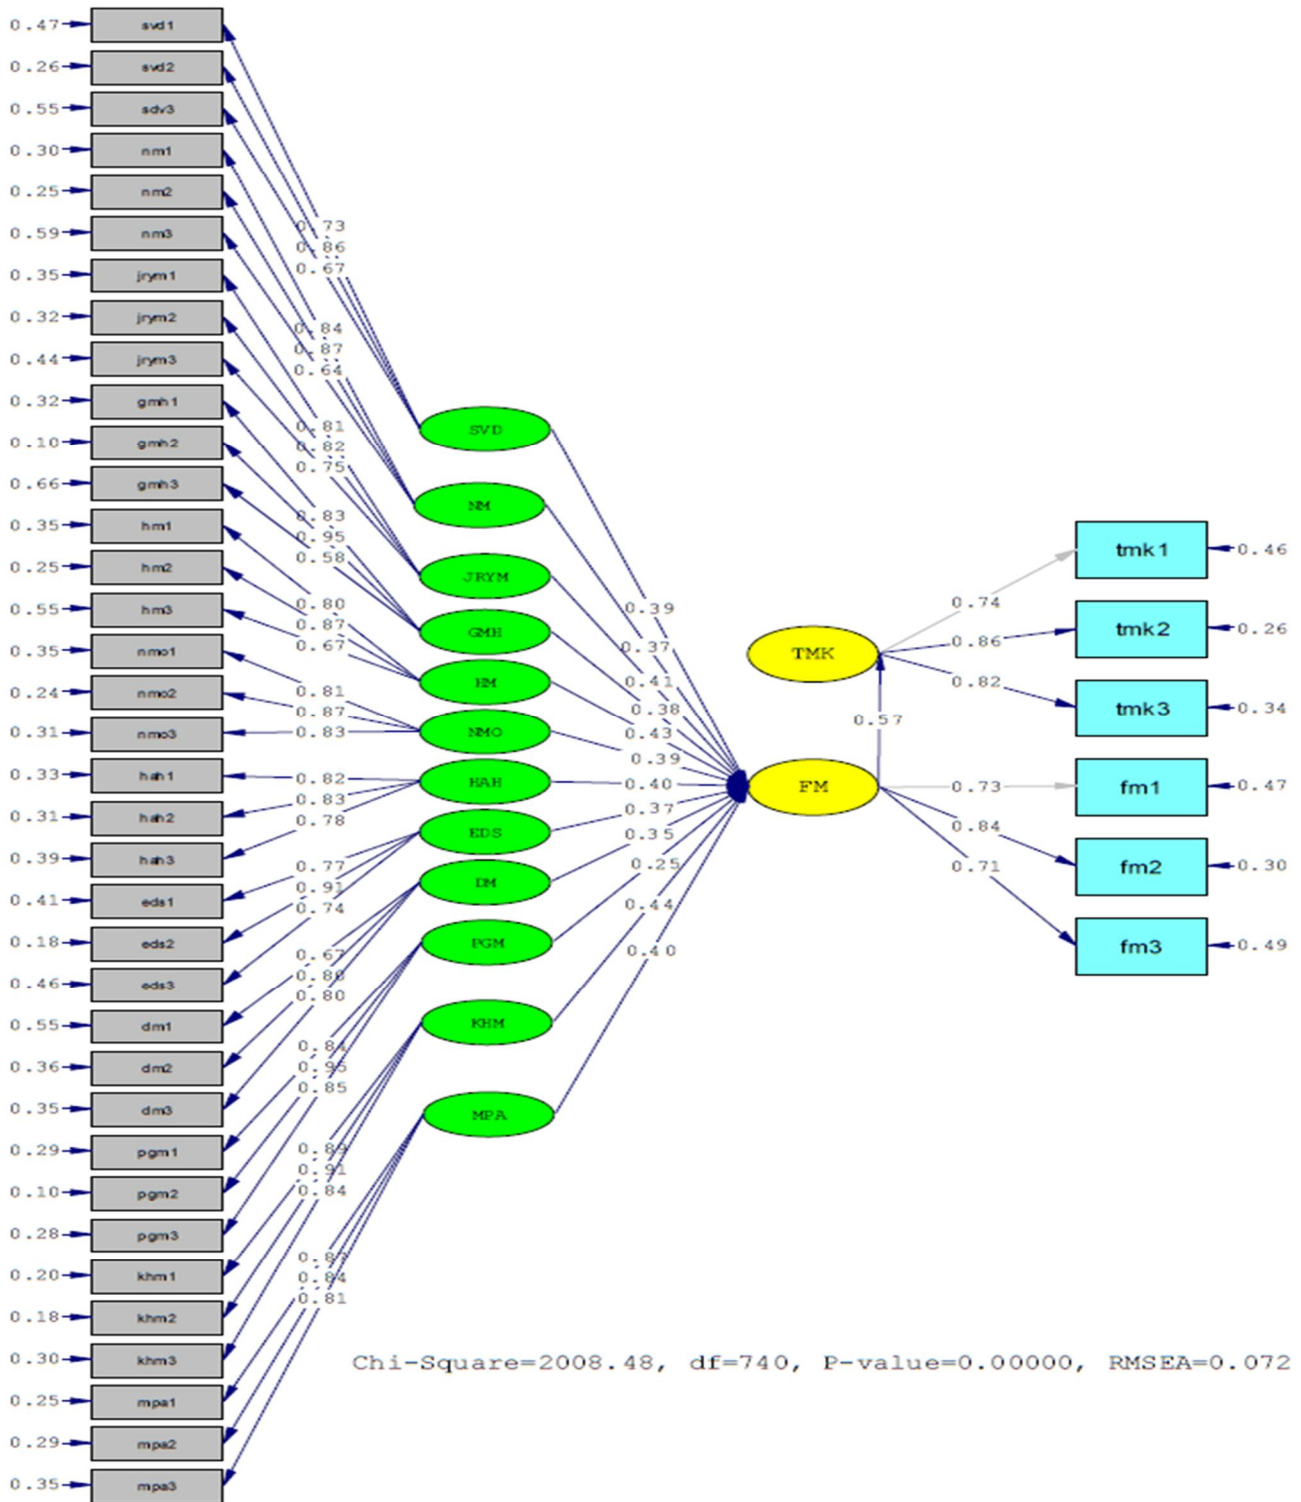 0.47 svd1
0.26 svd2
0.55 sdv3
0.30 nm1
0.25 nm2
0.59 nm3
0.35 jrym1
0.32 jrym2
0.44 jrym3
0.32 gmh1
0.10 gmh2
0.66 gmh3
0.35 hm1
0.25 hm2
0.55 hm3
0.35 nmo1
0.24 nmo2
0.31 nmo3
0.33 hah1
0.31 hah2
0.39 hah3
0.41 eds1
0.18 eds2
0.46 eds3
0.55 dm1
0.36 dm2
0.35 dm3
0.29 pgm1
0.10 pgm2
0.28 pgm3
0.20 khm1
0.18 khm2
0.30 khm3
0.25 mpa1
0.29 mpa2
0.35 mpa3
0.73
0.86
0.67
0.84
0.87
0.64
0.81
0.82
0.75
0.83
0.95
0.58
0.80
0.87
0.67
0.81
0.87
0.83
0.82
0.83
0.78
0.77
0.91
0.74
0.67
0.80
0.80
0.84
0.95
0.85
0.89
0.91
0.84
0.87
0.84
0.81
SVD
NM
JRYM
GMH
HM
NMO
HAH
EDS
DM
PGM
KHM
MPA
0.39
0.37
0.41
0.38
0.43
0.39
0.40
0.37
0.35
0.25
0.44
0.40
TMK
0.57
FM
0.74
0.86
0.82
0.73
0.84
0.71
tmk1 0.46
tmk2 0.26
tmk3 0.34
fm1 0.47
fm2 0.30
fm3 0.49
Chi-Square=2008.48, df=740, P-value=0.00000, RMSEA=0.072